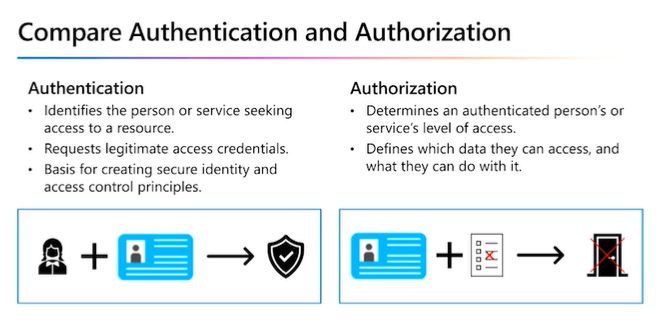 Compare Authentication and Authorization
Authentication
• Identifies the person or service seeking
access to a resource.
• Requests legitimate access credentials.
• Basis for creating secure identity and
access control principles.
Authorization
• Determines an authenticated person's or
service's level of access.
• Defines which data they can access, and
what they can do with it.